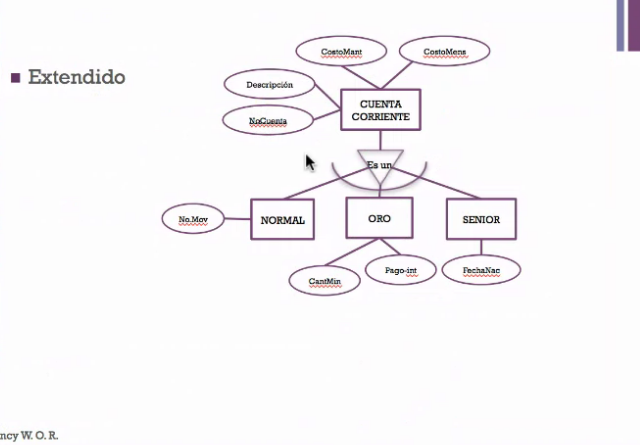 Extendido
CostoMant
CostoMens
Descripción
NoCuenta
CUENTA
CORRIENTE
Es un
No.Mov
NORMAL
ORO
SENIOR
CantMin
Pago-int
FechaNac
ncy W. O. R.